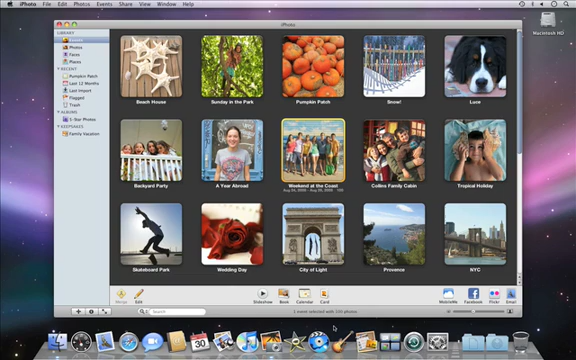 iPhoto File Edit Photos Events Share View Window Help
iPhoto
LIBRARY
Events
Photos
Faces
Places
RECENT
Pumpkin Patch
Last 12 Months
Last Import
Flagged
Trash
ALBUMS
5-Star Photos
KEEPSAKES
Family Vacation
Macintosh HD
Beach House
Sunday in the Park
Pumpkin Patch
Snow!
Luce
Backyard Party
A Year Abroad
Weekend at the Coast
Collins Family Cabin
Tropical Holiday
Skateboard Park
Wedding Day
City of Light
Provence
NYC
Merge
Edit
Slideshow
Book
Calendar
Card
MobileMe
Facebook
Flickr
Email
Search
30